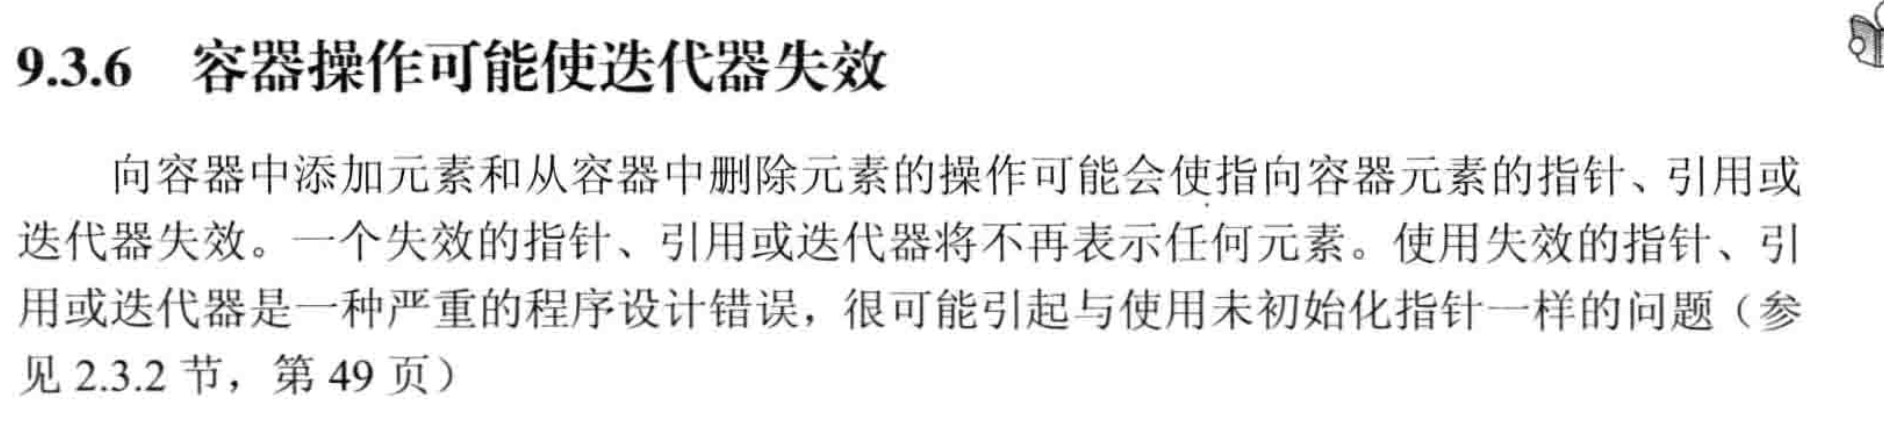 9.3.6 容器操作可能使迭代器失效
向容器中添加元素和从容器中删除元素的操作可能会使指向容器元素的指针、引用或
迭代器失效。一个失效的指针、引用或迭代器将不再表示任何元素。使用失效的指针、引
用或迭代器是一种严重的程序设计错误，很可能引起与使用未初始化指针一样的问题（参
见 2.3.2 节，第 49 页）